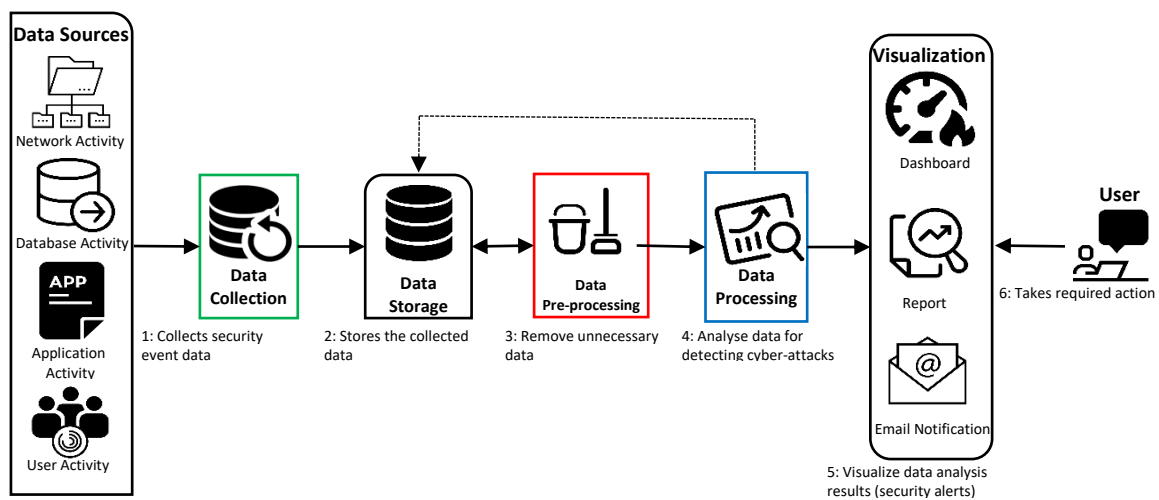 Data Sources
Network Activity
Database Activity
APP
Application
Activity
User Activity
Data
Collection
1: Collects security
event data
Data
Storage
2: Stores the collected
data
Data
Pre-processing
3: Remove unnecessary
data
Data
Processing
4: Analyse data for
detecting cyber-attacks
Visualization
Dashboard
Report
@
Email Notification
5: Visualize data analysis
results (security alerts)
User
6: Takes required action